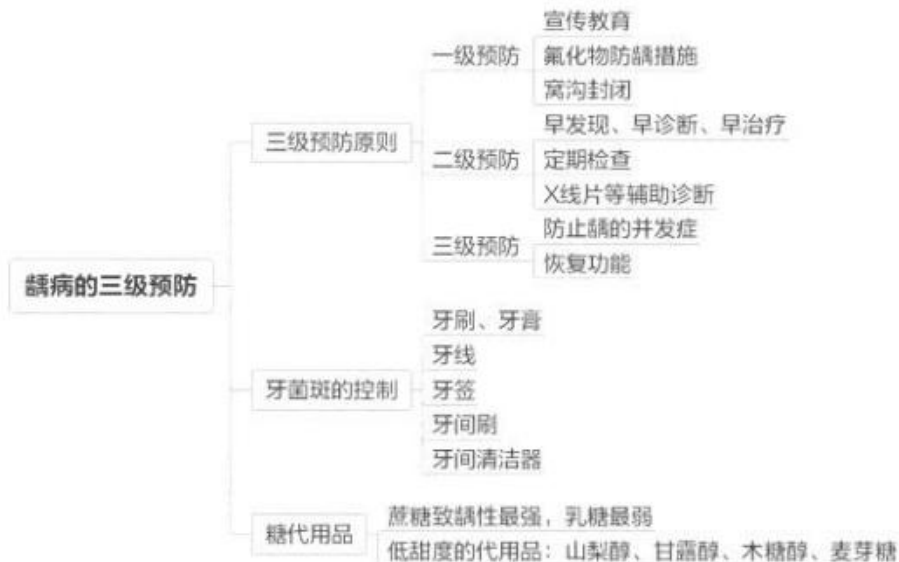 龋病的三级预防
三级预防原则
一级预防
宣传教育
氟化物防龋措施
窝沟封闭
二级预防
早发现、早诊断、早治疗
定期检查
X线片等辅助诊断
三级预防
防止龋的并发症
恢复功能
牙菌斑的控制
牙刷、牙膏
牙线
牙签
牙间刷
牙间清洁器
糖代用品
蔗糖致龋性最强，乳糖最弱
低甜度的代用品：山梨醇、甘露醇、木糖醇、麦芽糖